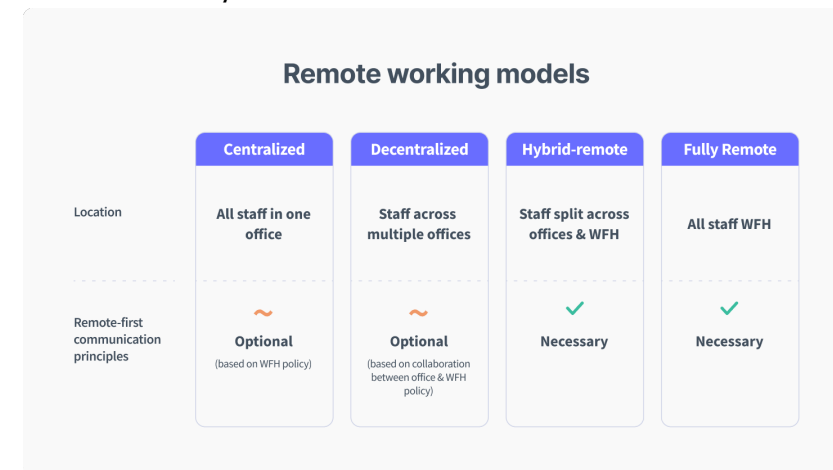 Remote working models
Centralized
Decentralized
Hybrid-remote
Fully Remote
Location
All staff in one
office
Staff across
multiple offices
Staff split across
offices & WFH
All staff WFH
Remote-first
communication
principles
Optional
(based on WFH policy)
Optional
(based on collaboration
between office & WFH
policy)
Necessary
Necessary